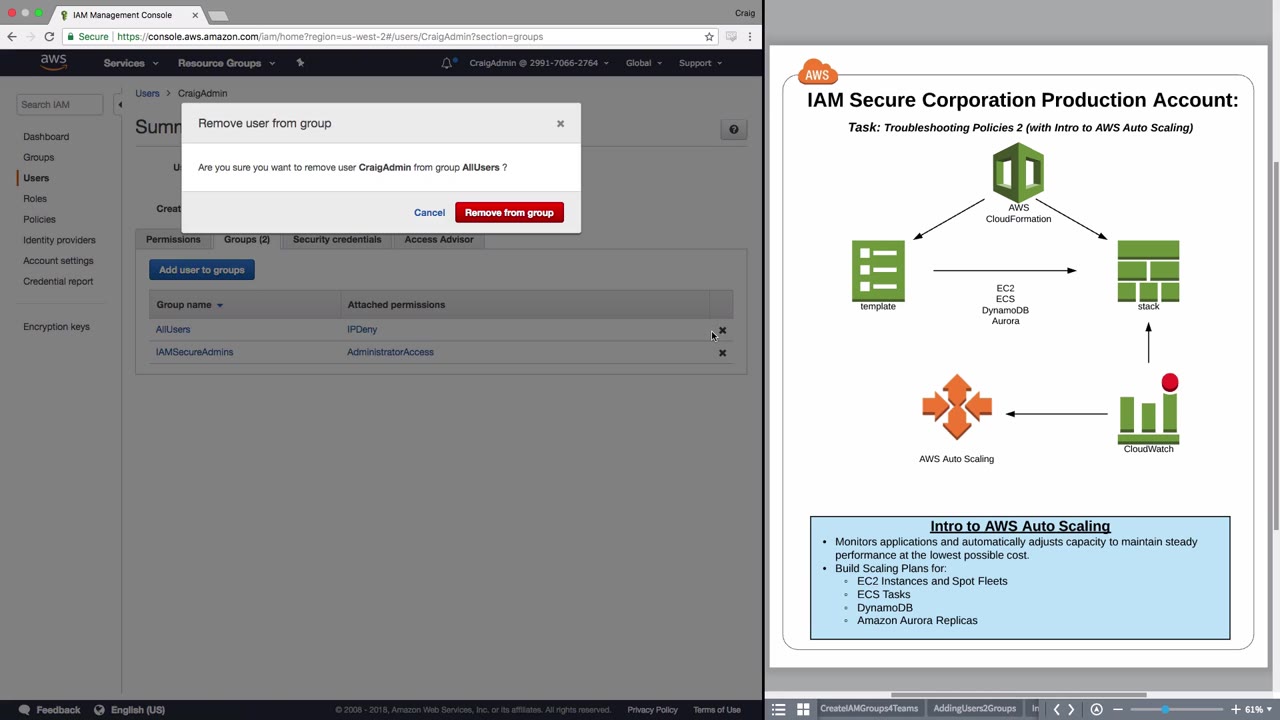 IAM Management Console
Craig
Secure
https://console.aws.amazon.com/iam/home?region=us-west-2#/users/CraigAdmin?section=groups
aws
Services
Resource Groups
CraigAdmin @ 2991-7066-2764
Global
Support
Search IAM
Dashboard
Groups
Users
Roles
Policies
Identity providers
Account settings
Credential report
Encryption keys
Users > CraigAdmin
Summ
Remove user from group
Are you sure you want to remove user CraigAdmin from group AllUsers ?
Cancel
Remove from group
Creat
Permissions
Groups (2)
Security credentials
Access Advisor
Add user to groups
Group name
Attached permissions
AllUsers
IPDeny
IAMSecureAdmins
AdministratorAccess
Feedback
English (US)
© 2008 - 2018, Amazon Web Services, Inc. or its affiliates. All rights reserved.
Privacy Policy
Terms of Use
AWS
IAM Secure Corporation Production Account:
Task: Troubleshooting Policies 2 (with Intro to AWS Auto Scaling)
AWS
CloudFormation
template
EC2
ECS
DynamoDB
Aurora
stack
AWS Auto Scaling
CloudWatch
Intro to AWS Auto Scaling
• Monitors applications and automatically adjusts capacity to maintain steady
performance at the lowest possible cost.
• Build Scaling Plans for:
◦ EC2 Instances and Spot Fleets
◦ ECS Tasks
◦ DynamoDB
◦ Amazon Aurora Replicas
CreateIAMGroups4Teams
AddingUsers2Groups
61%